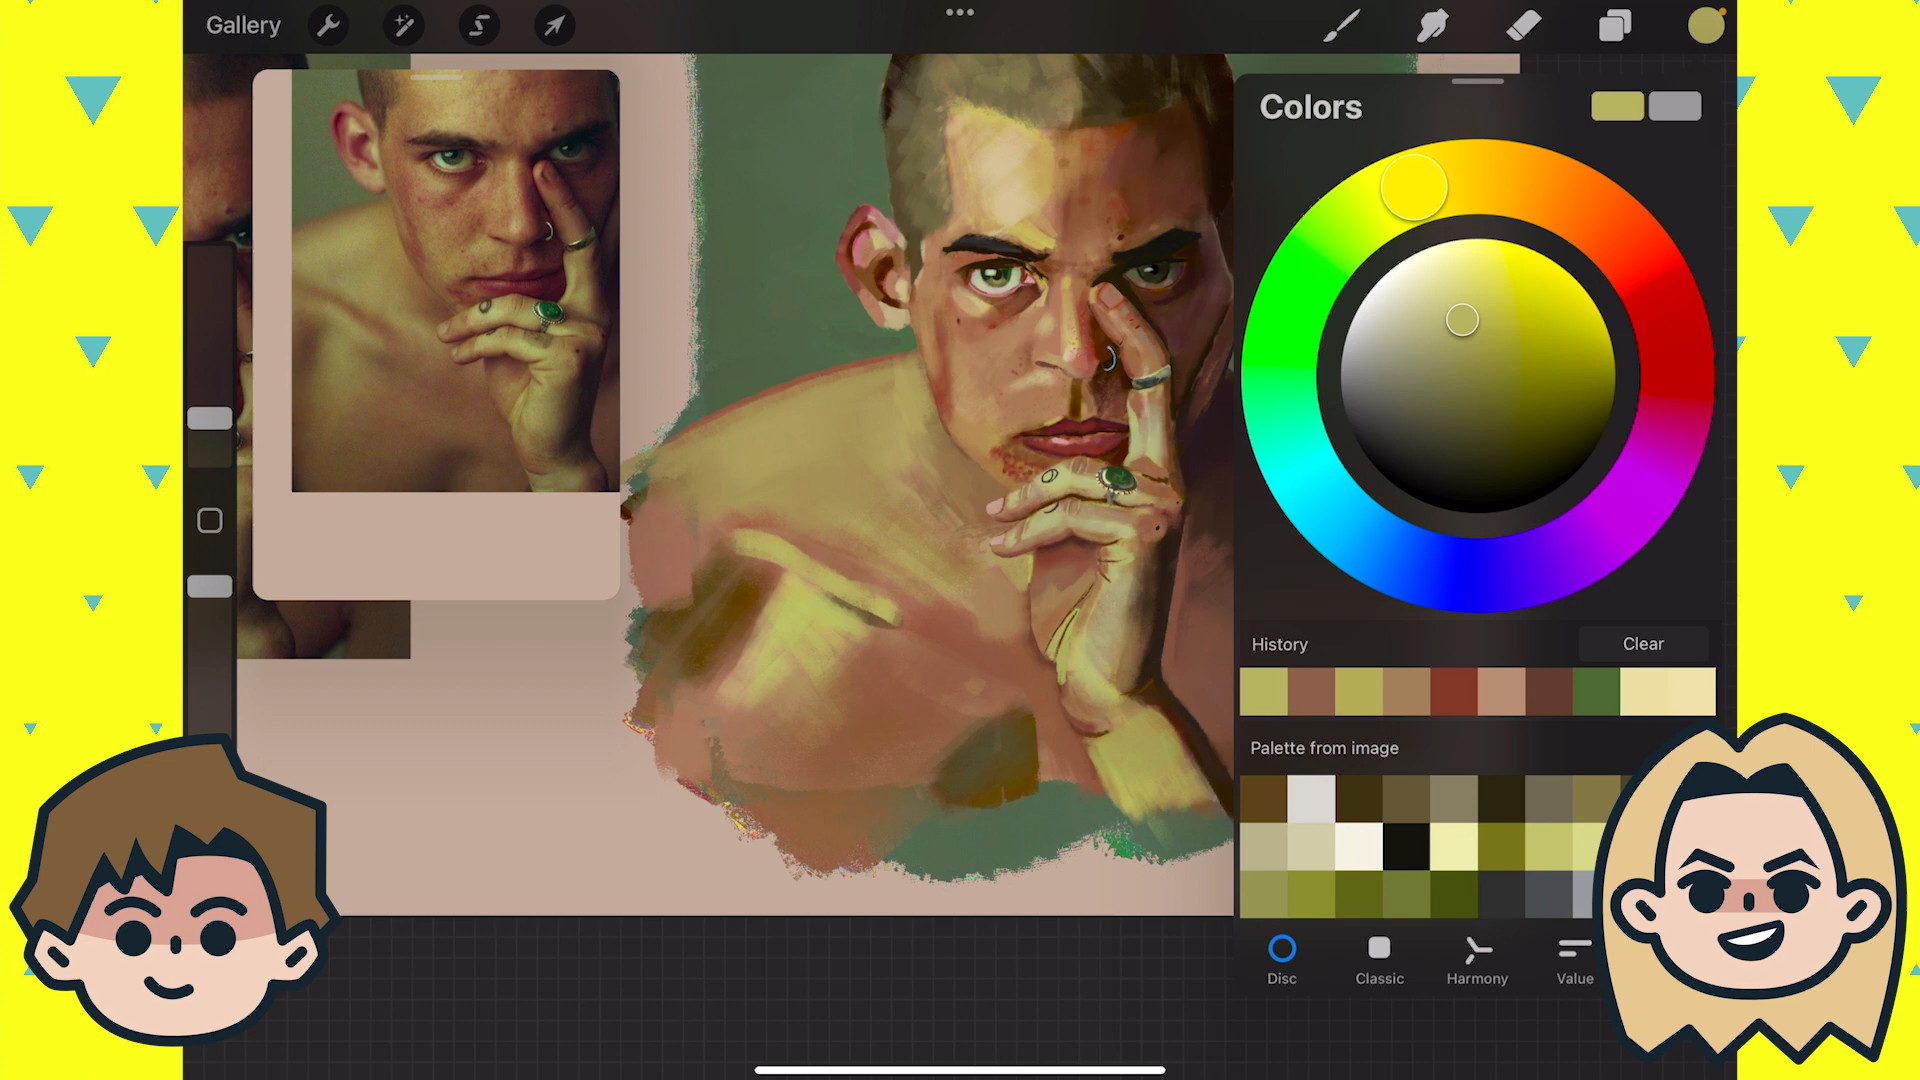 Gallery
Colors
History
Clear
Palette from image
Disc
Classic
Harmony
Value